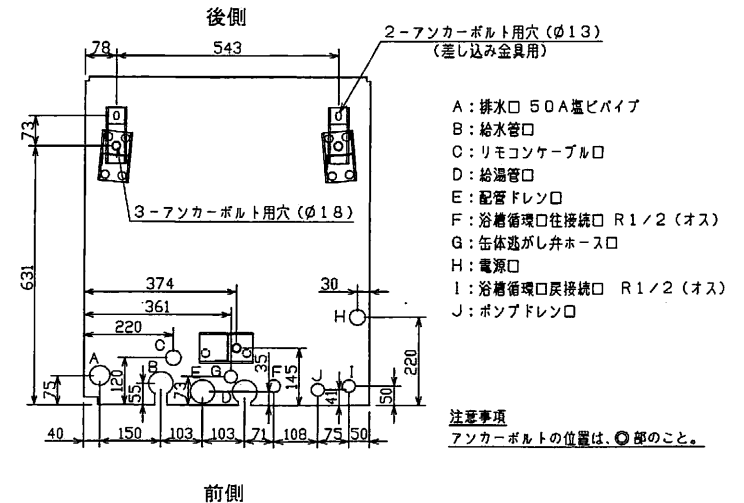 後側
78
543
2-アンカーボルト用穴(Ø13)
(差し込み金具用)
73
631
3-アンカーボルト用穴(Ø18)
A:排水口 50A塩ビパイプ
B:給水管口
C:リモコンケーブル口
D:給湯管口
E:配管ドレン口
F:浴槽循環口往接続口 R1/2(オス)
G:缶体逃がし弁ホース口
H:電源口
I:浴槽循環口戻接続口 R1/2(オス)
J:ポンプドレン口
374
30
361
220
H
C
A
B
E
G
F
J
I
D
75
120
55
73
35
145
41
50
220
40
150
103
103
71
108
75
50
注意事項
アンカーボルトの位置は、◎部のこと。
前側